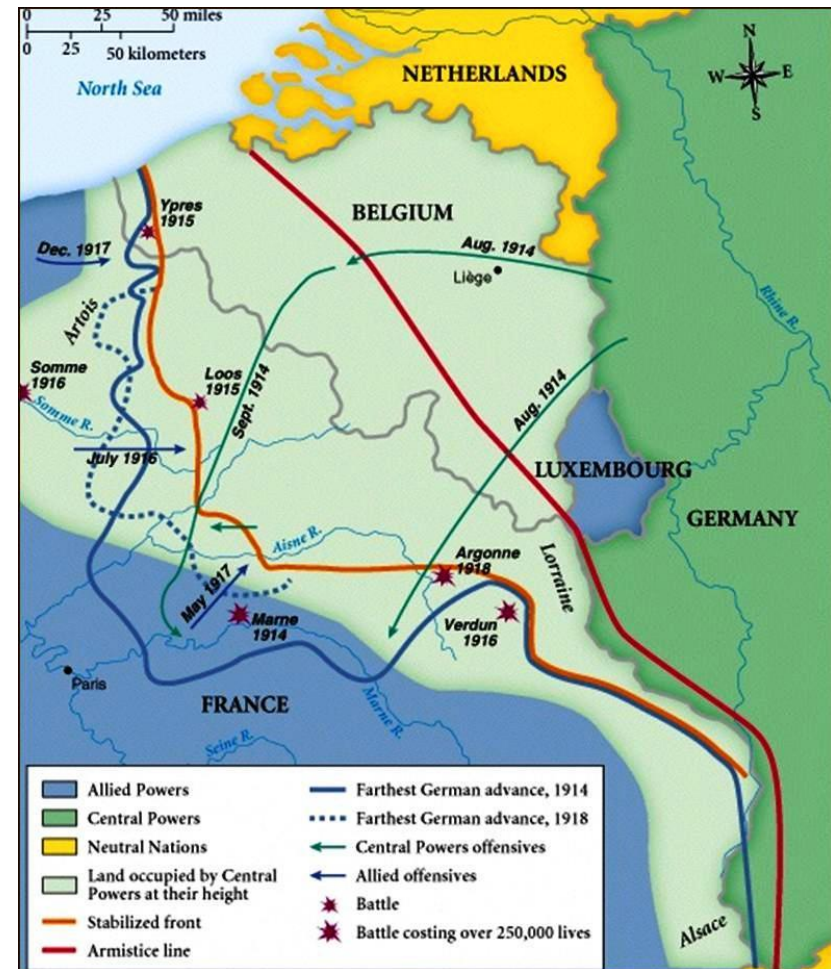 0 25 50 miles
0 25 50 kilometers
North Sea
NETHERLANDS
N
W E
S
Ypres
1915
BELGIUM
Dec. 1917
Aug. 1914
Liège
Rhine R.
Artois
Somme
1916
Loos
1915
Sept. 1914
Aug. 1914
Somme R.
July 1916
LUXEMBOURG
GERMANY
Aisne R.
Argonne
1918
Lorraine
May 1917
Marne
1914
Verdun
1916
Paris
FRANCE
Marne R.
Seine R.
Alsace
Allied Powers
Central Powers
Neutral Nations
Land occupied by Central
Powers at their height
Stabilized front
Armistice line
Farthest German advance, 1914
Farthest German advance, 1918
Central Powers offensives
Allied offensives
Battle
Battle costing over 250,000 lives